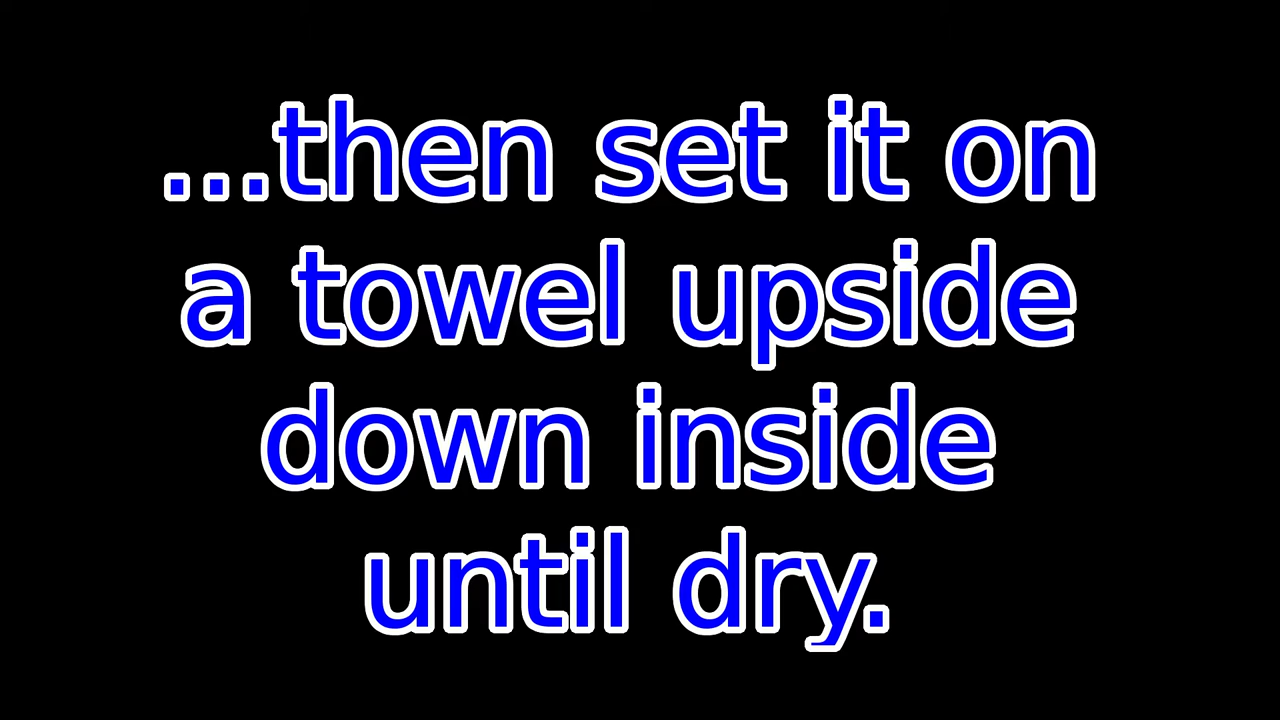 ...then set it on
a towel upside
down inside
until dry.